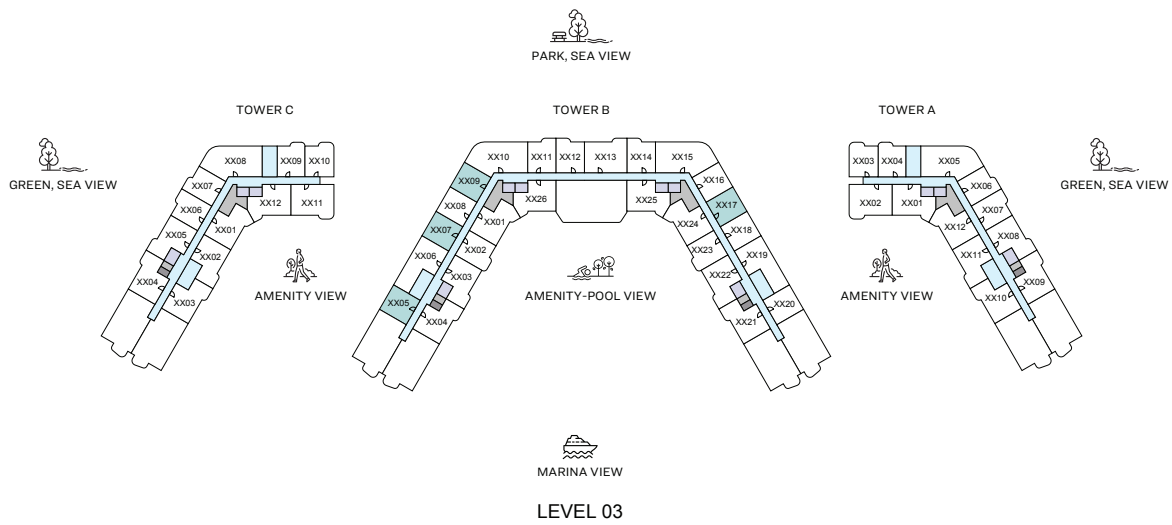 PARK, SEA VIEW
TOWER C
TOWER B
TOWER A
GREEN, SEA VIEW
GREEN, SEA VIEW
XX08
XX09
XX10
XX07
XX12
XX11
XX06
XX01
XX05
XX02
XX04
XX03
XX10
XX11
XX12
XX13
XX14
XX15
XX09
XX26
XX25
XX16
XX08
XX01
XX24
XX17
XX07
XX02
XX23
XX18
XX06
XX03
XX22
XX19
XX05
XX04
XX21
XX20
XX03
XX04
XX05
XX02
XX01
XX06
XX12
XX07
XX11
XX08
XX10
XX09
AMENITY VIEW
AMENITY-POOL VIEW
AMENITY VIEW
MARINA VIEW
LEVEL 03